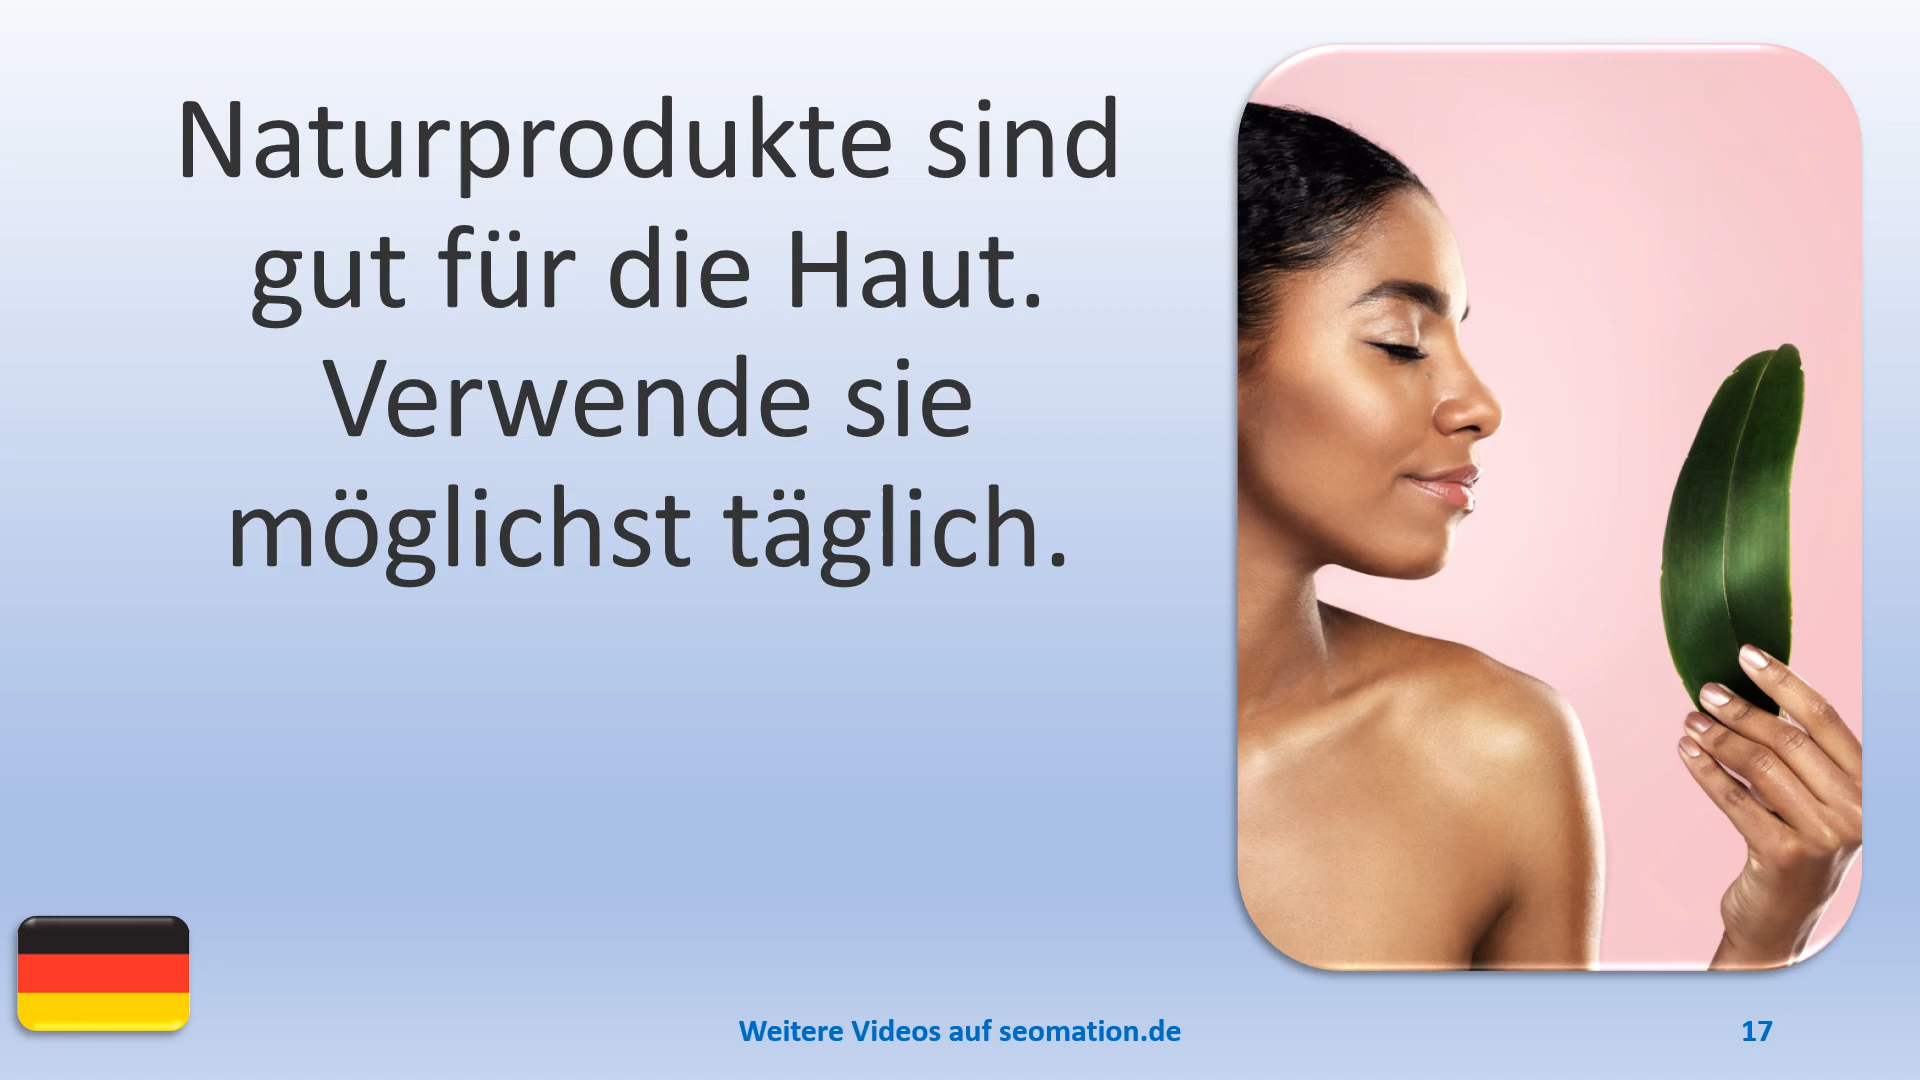 Naturprodukte sind
gut für die Haut.
Verwende sie
möglichst täglich.
Weitere Videos auf seomation.de
17